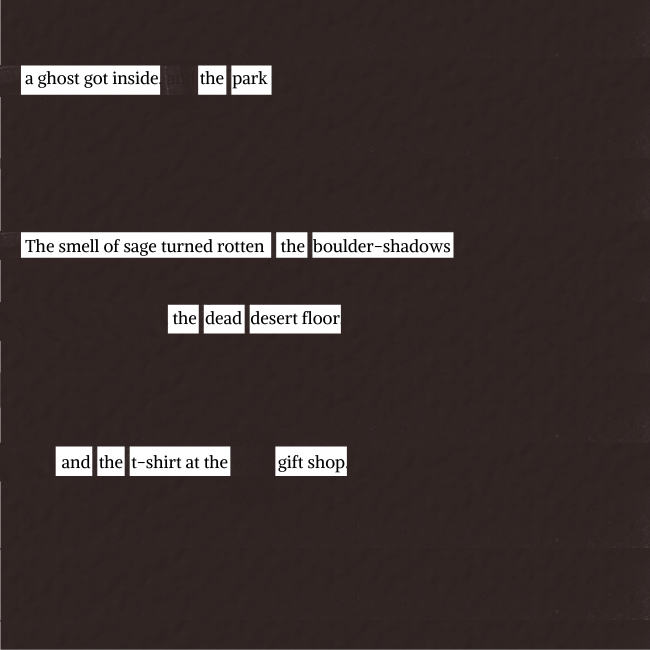 a ghost got inside. the park
The smell of sage turned rotten the boulder-shadows
the dead desert floor
and the t-shirt at the gift shop.